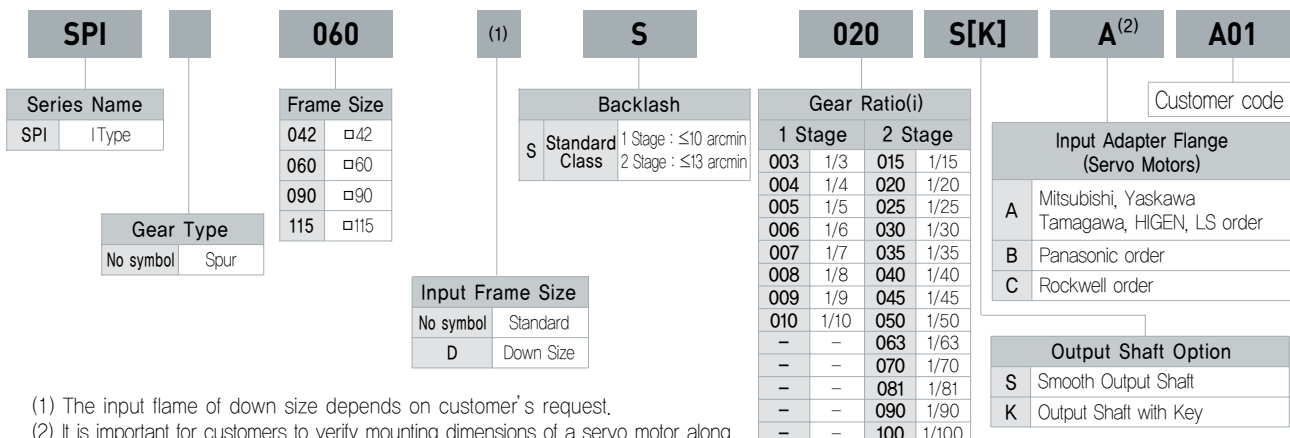 SPI 060 (1) S 020 S[K] A(2) A01
Customer code
Series Name
SPI I Type
Gear Type
No symbol Spur
Frame Size
042 □42
060 □60
090 □90
115 □115
Input Frame Size
No symbol Standard
D Down Size
Backlash
S Standard Class 1 Stage : ≤10 arcmin
2 Stage : ≤13 arcmin
Gear Ratio(i)
1 Stage 2 Stage
003 1/3 015 1/15
004 1/4 020 1/20
005 1/5 025 1/25
006 1/6 030 1/30
007 1/7 035 1/35
008 1/8 040 1/40
009 1/9 045 1/45
010 1/10 050 1/50
– – 063 1/63
– – 070 1/70
– – 081 1/81
– – 090 1/90
– – 100 1/100
Input Adapter Flange
(Servo Motors)
A Mitsubishi, Yaskawa
Tamagawa, HIGEN, LS order
B Panasonic order
C Rockwell order
Output Shaft Option
S Smooth Output Shaft
K Output Shaft with Key
(1) The input flame of down size depends on customer's request.
(2) It is important for customers to verify mounting dimensions of a servo motor along